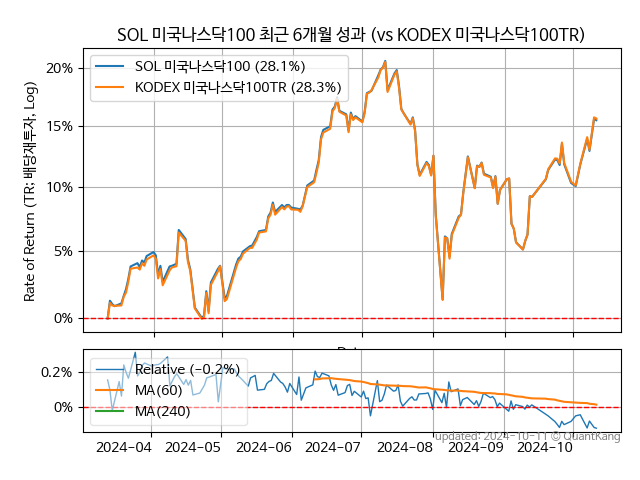 SOL 미국나스닥100 최근 6개월 성과 (vs KODEX 미국나스닥100TR)
Rate of Return (TR: 배당재투자, Log)
20%
15%
10%
5%
0%
SOL 미국나스닥100 (28.1%)
KODEX 미국나스닥100TR (28.3%)
0.2%
0%
Relative (−0.2%)
MA(60)
MA(240)
updated: 2024-10-11 © QuantKang
2024-04
2024-05
2024-06
2024-07
2024-08
2024-09
2024-10